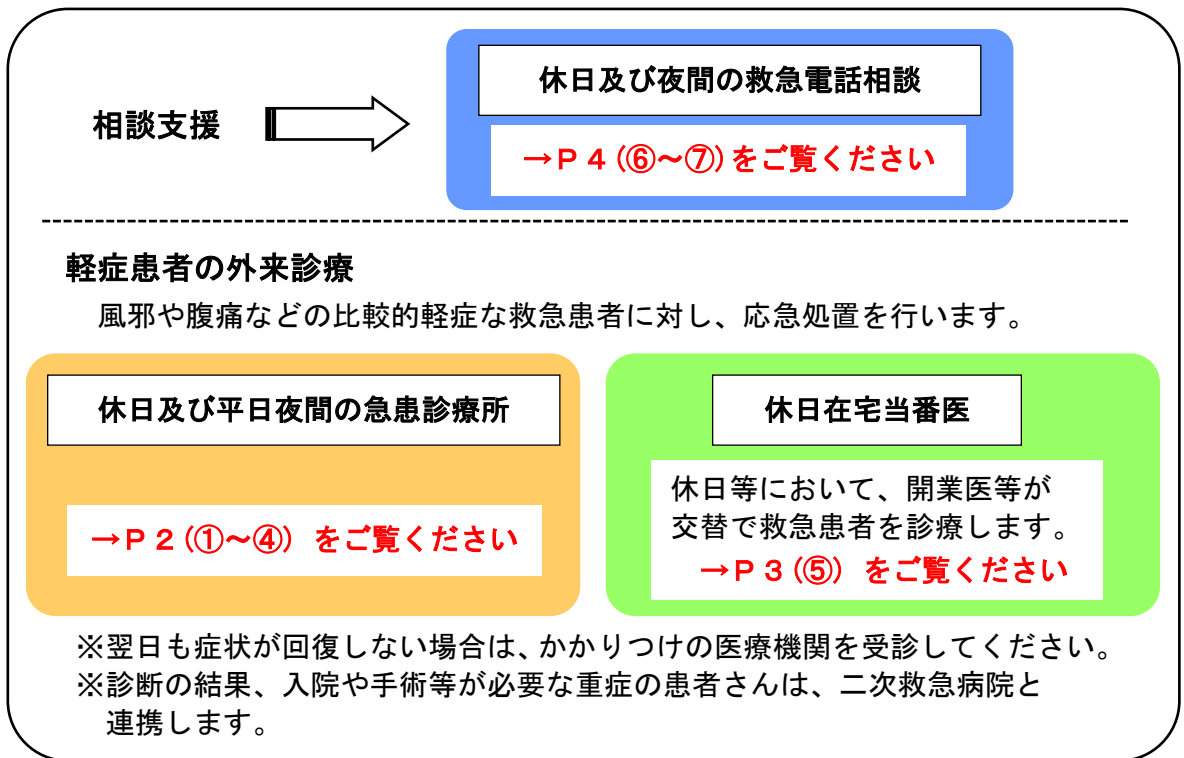 休日及び夜間の救急電話相談
相談支援
→P４(⑥～⑦)をご覧ください
軽症患者の外来診療
風邪や腹痛などの比較的軽症な救急患者に対し、応急処置を行います。
休日及び平日夜間の急患診療所
→P２(①～④) をご覧ください
休日在宅当番医
休日等において、開業医等が
交替で救急患者を診療します。
→P３(⑤) をご覧ください
※翌日も症状が回復しない場合は、かかりつけの医療機関を受診してください。
※診断の結果、入院や手術等が必要な重症の患者さんは、二次救急病院と
連携します。